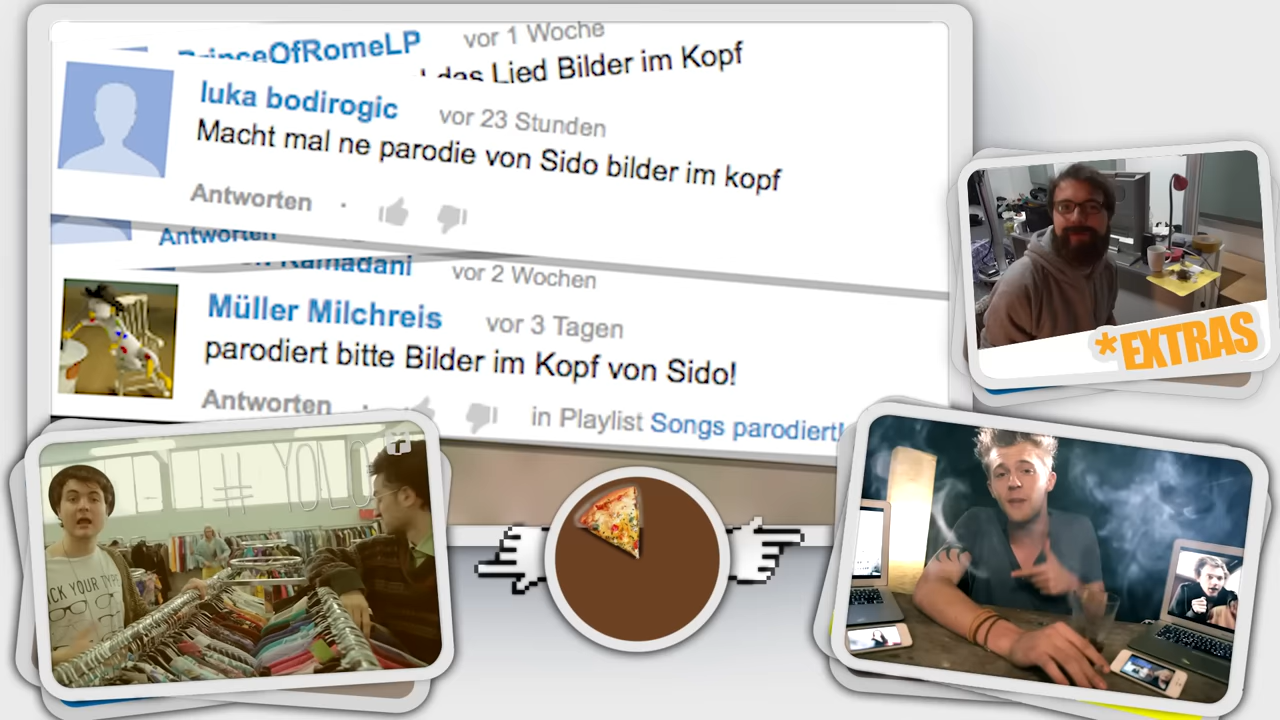 PrinceOfRomeLP vor 1 Woche
das Lied Bilder im Kopf
luka bodirogic vor 23 Stunden
Macht mal ne parodie von Sido bilder im kopf
Antworten ·
Antworten
Ramadani vor 2 Wochen
Müller Milchreis vor 3 Tagen
parodiert bitte Bilder im Kopf von Sido!
Antworten · in Playlist Songs parodiert!
*EXTRAS
# YOLO
YOUR